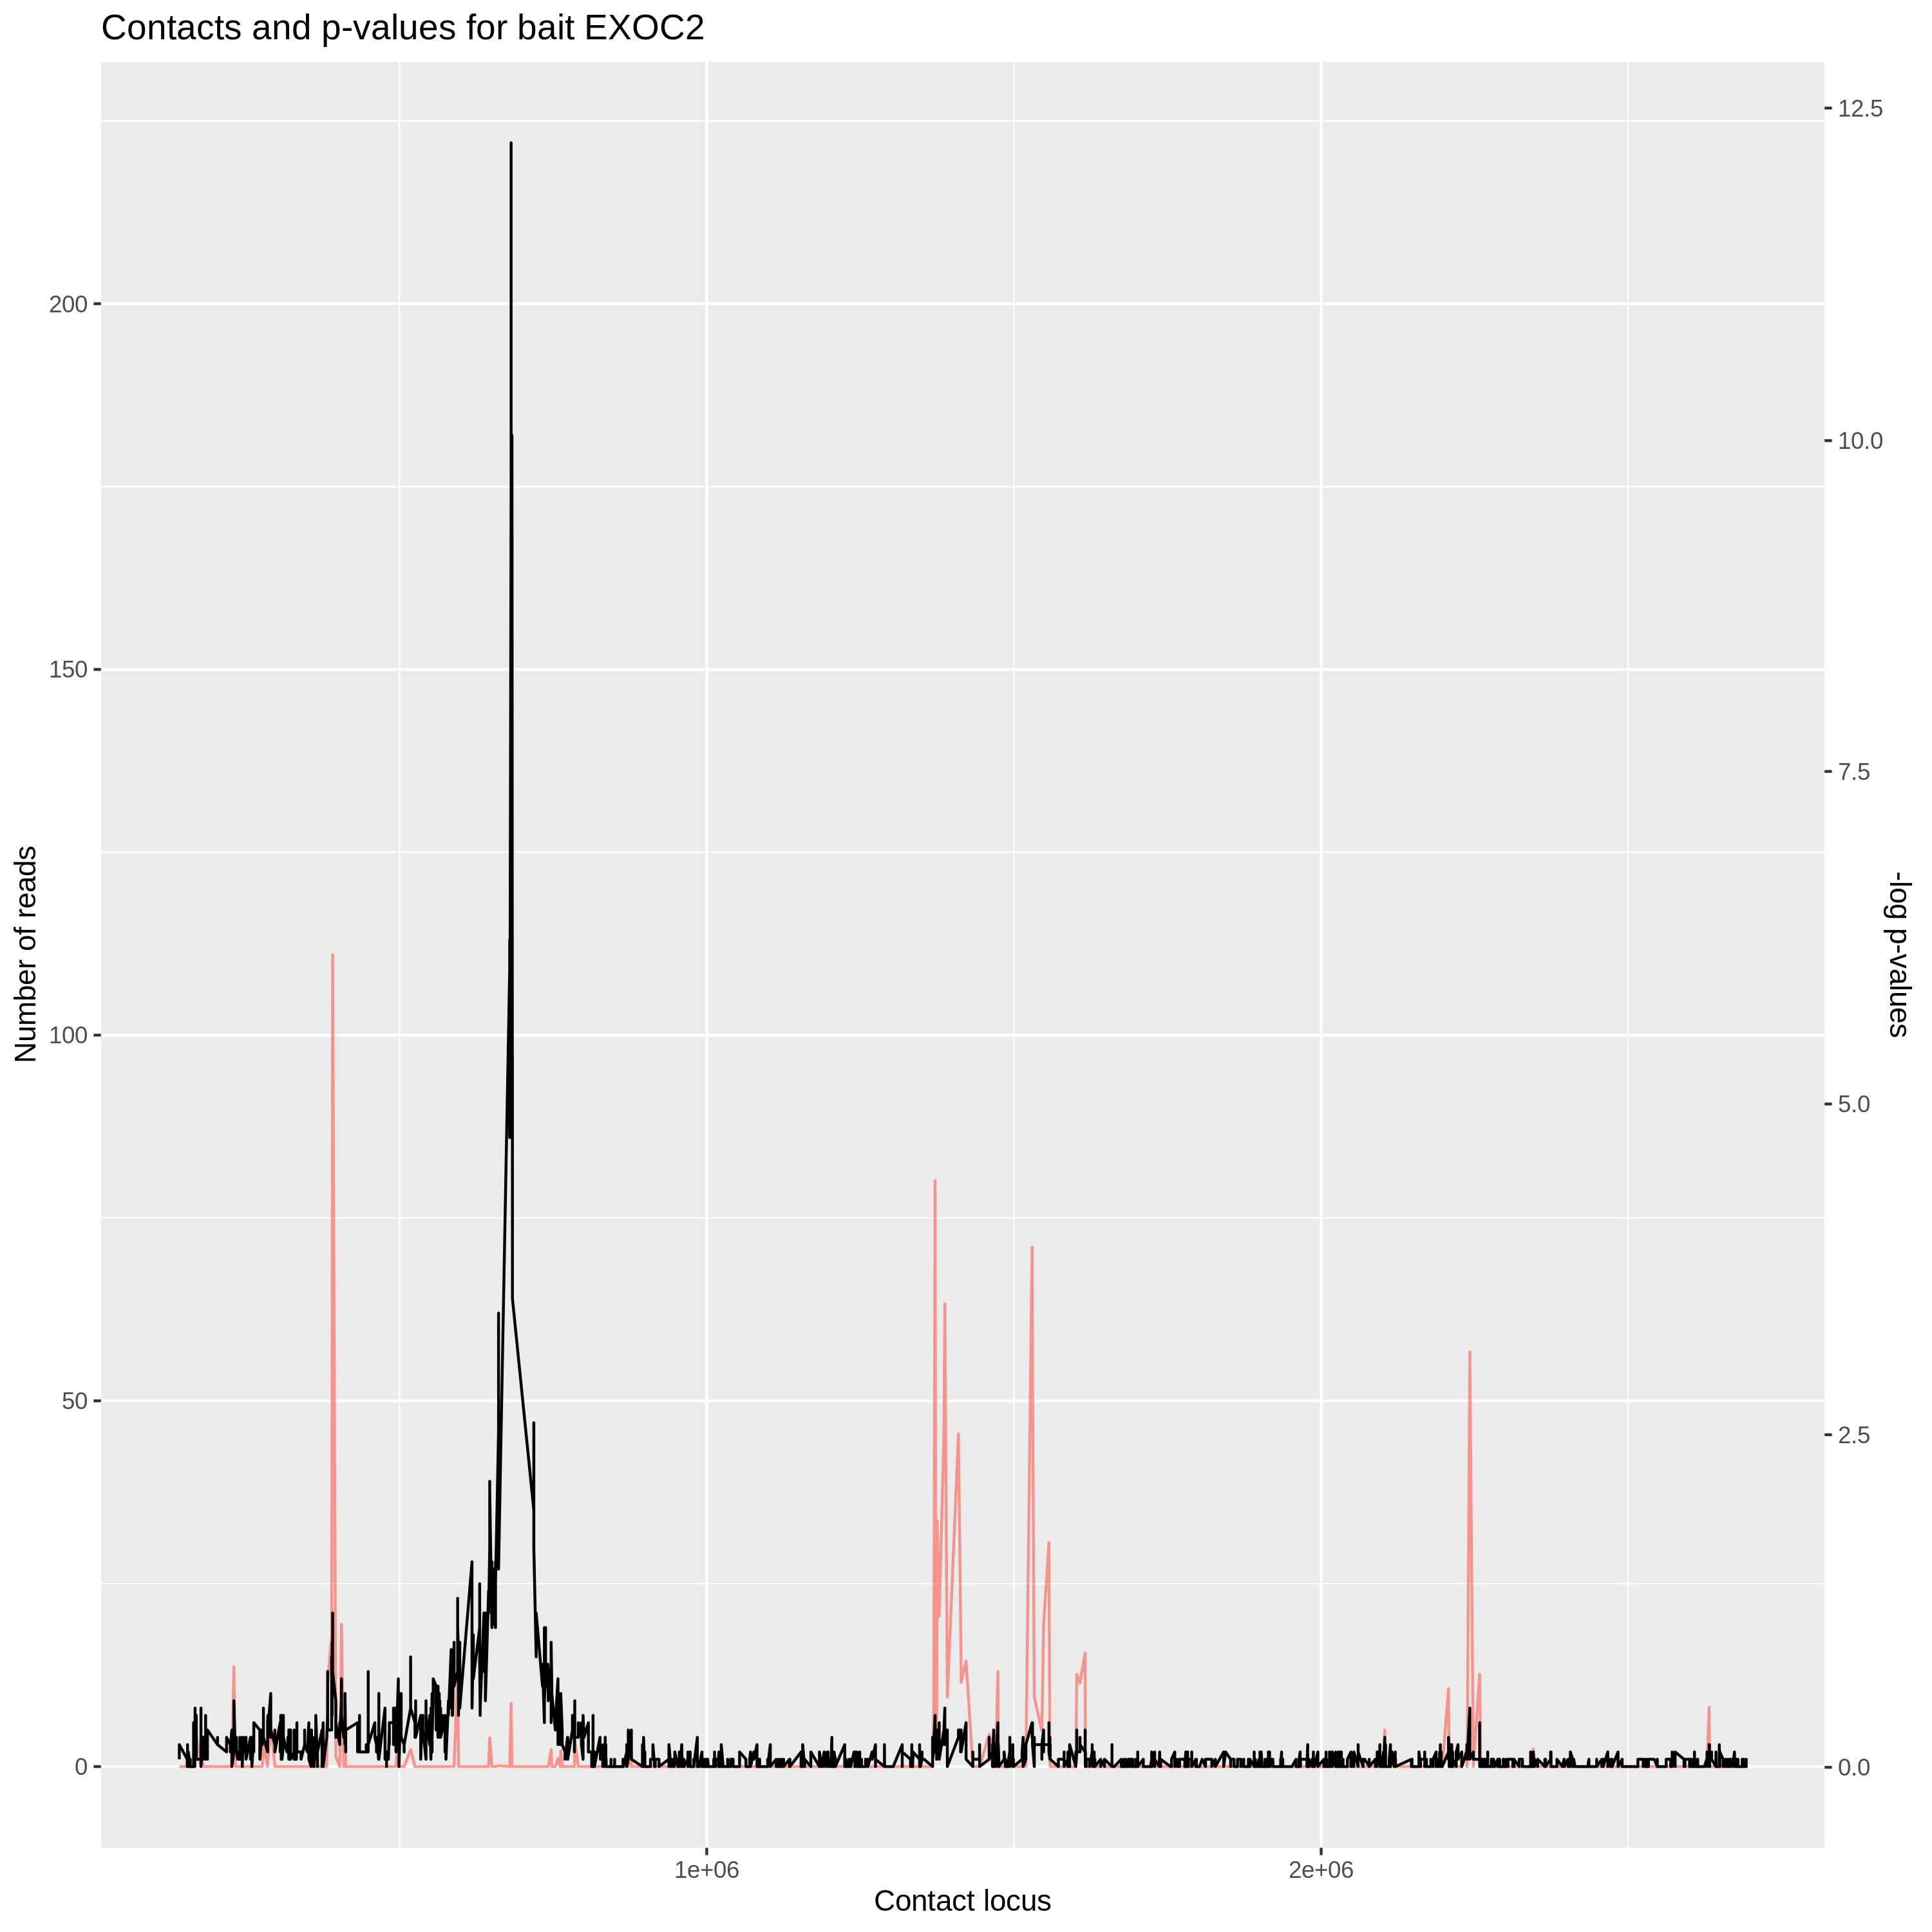 Contacts and p-values for bait EXOC2
Number of reads
200
150
100
50
0
12.5
10.0
7.5
5.0
2.5
0.0
-log p-values
1e+06
2e+06
Contact locus